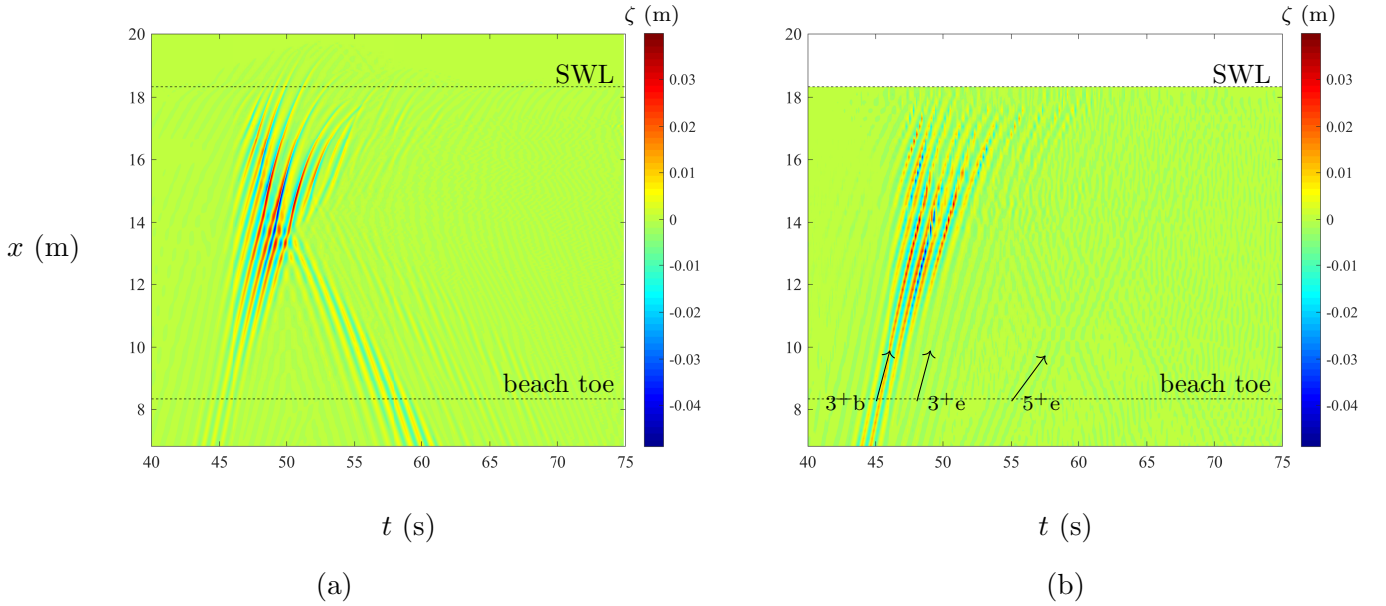 ζ (m)
20
18
16
14
12
10
8
x (m)
SWL
beach toe
40 45 50 55 60 65 70 75
t (s)
0.03
0.02
0.01
0
-0.01
-0.02
-0.03
-0.04
(a)
ζ (m)
20
18
16
14
12
10
8
SWL
beach toe
3⁺b 3⁺e 5⁺e
40 45 50 55 60 65 70 75
t (s)
0.03
0.02
0.01
0
-0.01
-0.02
-0.03
-0.04
(b)